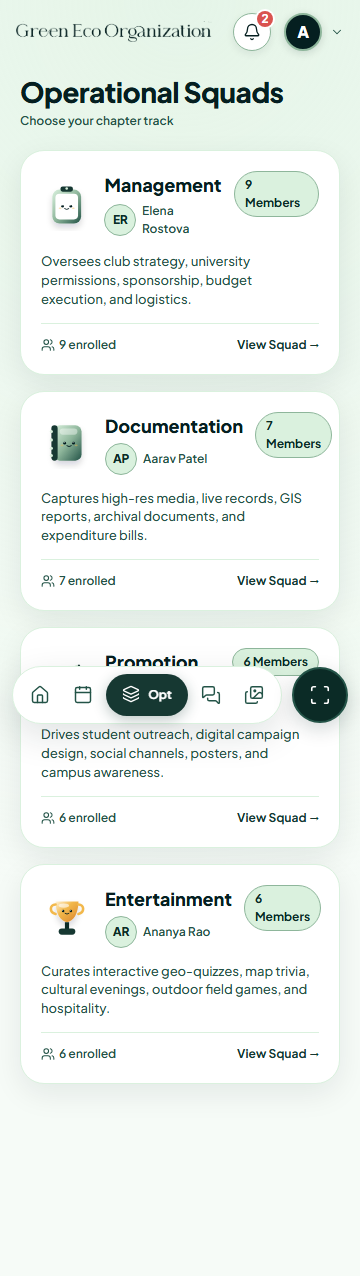 Green Eco Organization
2
A
Operational Squads
Choose your chapter track
Management
9
Members
ER
Elena
Rostova
Oversees club strategy, university
permissions, sponsorship, budget
execution, and logistics.
9 enrolled
View Squad →
Documentation
7
Members
AP
Aarav Patel
Captures high-res media, live records, GIS
reports, archival documents, and
expenditure bills.
7 enrolled
View Squad →
Promotion
6 Members
Opt
Drives student outreach, digital campaign
design, social channels, posters, and
campus awareness.
6 enrolled
View Squad →
Entertainment
6
Members
AR
Ananya Rao
Curates interactive geo-quizzes, map trivia,
cultural evenings, outdoor field games, and
hospitality.
6 enrolled
View Squad →